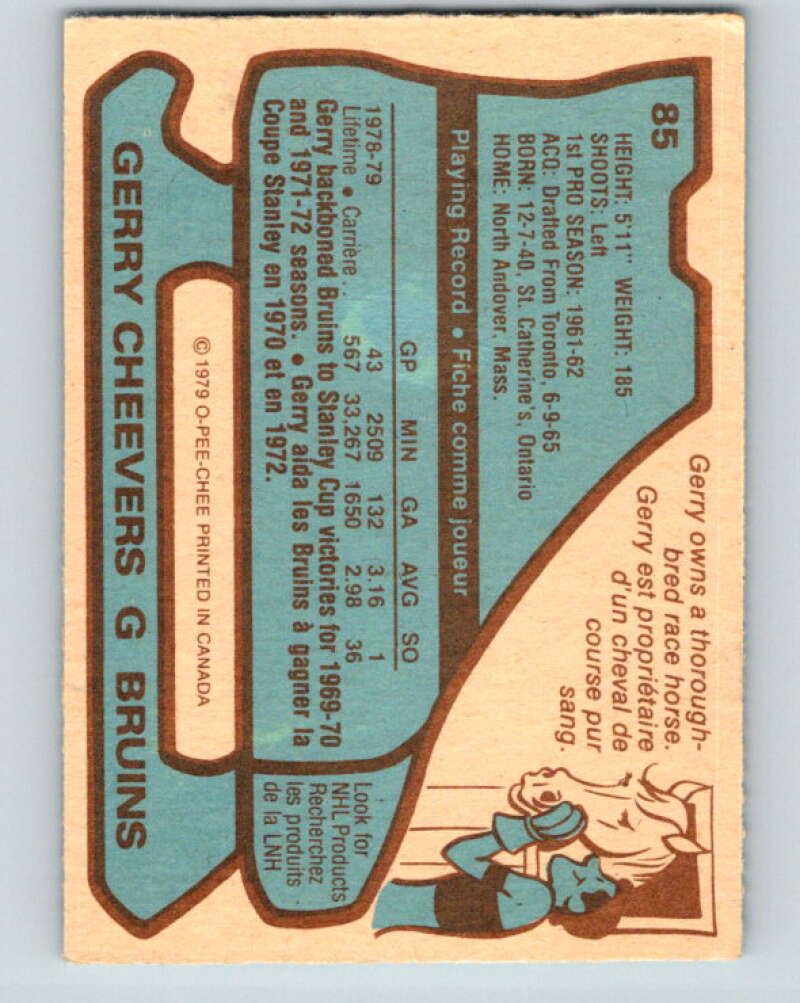 85
HEIGHT: 5'11" WEIGHT: 185
SHOOTS: Left
1st PRO SEASON: 1961-62
ACQ: Drafted From Toronto, 6-9-65
BORN: 12-7-40, St. Catherine's, Ontario
HOME: North Andover, Mass.
Gerry owns a thorough-
bred race horse.
Gerry est propriétaire
d'un cheval de
course pur
sang.
Playing Record • Fiche comme joueur
GP MIN GA AVG SO
1978-79 43 2509 132 3.16 1
Lifetime • Carrière . . 567 33,267 1650 2.98 36
Gerry backboned Bruins to Stanley Cup victories for 1969-70
and 1971-72 seasons. • Gerry aida les Bruins à gagner la
Coupe Stanley en 1970 et en 1972.
Look for
NHL Products
Recherchez
les produits
de la LNH
© 1979 O-PEE-CHEE PRINTED IN CANADA
GERRY CHEEVERS G BRUINS